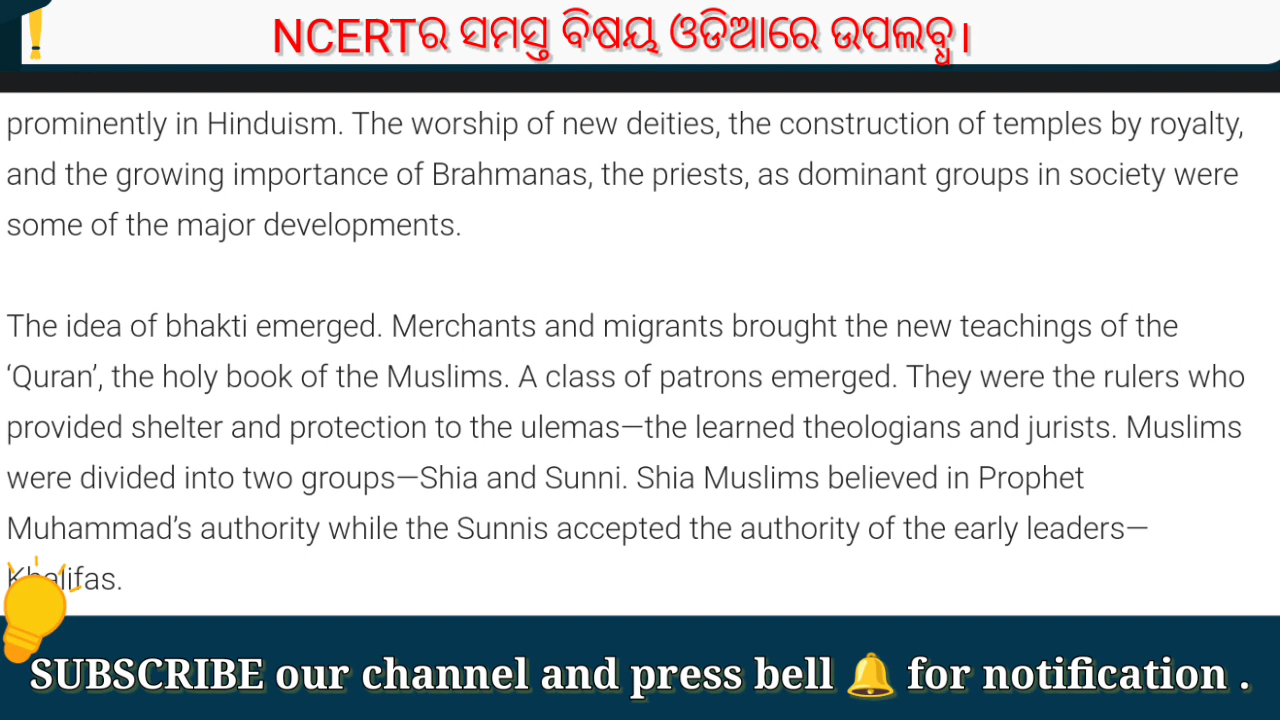 NCERTର ସମସ୍ତ ବିଷୟ ଓଡିଆରେ ଉପଲବ୍ଧ।
prominently in Hinduism. The worship of new deities, the construction of temples by royalty,
and the growing importance of Brahmanas, the priests, as dominant groups in society were
some of the major developments.
The idea of bhakti emerged. Merchants and migrants brought the new teachings of the
‘Quran’, the holy book of the Muslims. A class of patrons emerged. They were the rulers who
provided shelter and protection to the ulemas—the learned theologians and jurists. Muslims
were divided into two groups—Shia and Sunni. Shia Muslims believed in Prophet
Muhammad’s authority while the Sunnis accepted the authority of the early leaders—
Khalifas.
SUBSCRIBE our channel and press bell 🔔 for notification .